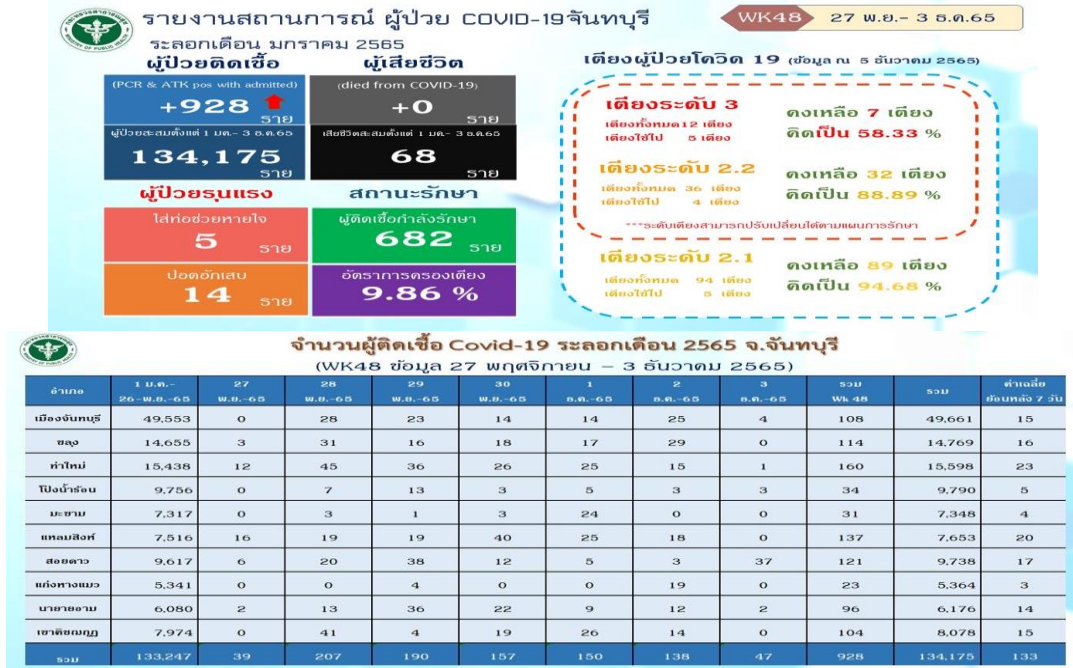 รายงานสถานการณ์ ผู้ป่วย COVID-19จันทบุรี
WK48 27 พ.ย.- 3 ธ.ค.65
ระลอกเดือน มกราคม 2565
ผู้ป่วยติดเชื้อ
(PCR & ATK pos with admitted)
+928
ราย
ผู้ป่วยสะสมตั้งแต่ 1 มค.- 3 ธ.ค.65
134,175
ราย
ผู้เสียชีวิต
(died from COVID-19)
+0
ราย
เสียชีวิตสะสมตั้งแต่ 1 มค.- 3 ธ.ค.65
68
ราย
ผู้ป่วยรุนแรง
ใส่ท่อช่วยหายใจ
5 ราย
ปอดอักเสบ
14 ราย
สถานะรักษา
ผู้ติดเชื้อกำลังรักษา
682 ราย
อัตราการครองเตียง
9.86 %
เตียงผู้ป่วยโควิด 19 (ข้อมูล ณ 5 ธันวาคม 2565)
เตียงระดับ 3
เตียงทั้งหมด12 เตียง
เตียงใช้ไป 5 เตียง
คงเหลือ 7 เตียง
คิดเป็น 58.33 %
เตียงระดับ 2.2
เตียงทั้งหมด 36 เตียง
เตียงใช้ไป 4 เตียง
คงเหลือ 32 เตียง
คิดเป็น 88.89 %
***ระดับเตียงสามารถปรับเปลี่ยนได้ตามแผนการรักษา
เตียงระดับ 2.1
เตียงทั้งหมด 94 เตียง
เตียงใช้ไป 5 เตียง
คงเหลือ 89 เตียง
คิดเป็น 94.68 %
จำนวนผู้ติดเชื้อ Covid-19 ระลอกเดือน 2565 จ.จันทบุรี
(WK48 ข้อมูล 27 พฤศจิกายน – 3 ธันวาคม 2565)
อำเภอ 1 ม.ค.- 26-พ.ย.-65 27 พ.ย.-65 28 พ.ย.-65 29 พ.ย.-65 30 พ.ย.-65 1 ธ.ค.-65 2 ธ.ค.-65 3 ธ.ค.-65 รวม Wk 48 รวม ค่าเฉลี่ย ย้อนหลัง 7 วัน
เมืองจันทบุรี 49,553 0 28 23 14 14 25 4 108 49,661 15
ขลุง 14,655 3 31 16 18 17 29 0 114 14,769 16
ท่าใหม่ 15,438 12 45 36 26 25 15 1 160 15,598 23
โป่งน้ำร้อน 9,756 0 7 13 3 5 3 3 34 9,790 5
มะขาม 7,317 0 3 1 3 24 0 0 31 7,348 4
แหลมสิงห์ 7,516 16 19 19 40 25 18 0 137 7,653 20
สอยดาว 9,617 6 20 38 12 5 3 37 121 9,738 17
แก่งหางแมว 5,341 0 0 4 0 0 19 0 23 5,364 3
นายายอาม 6,080 2 13 36 22 9 12 2 96 6,176 14
เขาคิชฌกูฏ 7,974 0 41 4 19 26 14 0 104 8,078 15
รวม 133,247 39 207 190 157 150 138 47 928 134,175 133